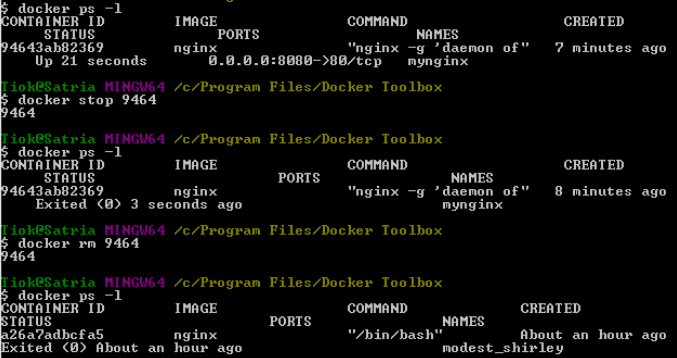 $ docker ps -l
CONTAINER ID IMAGE COMMAND CREATED
STATUS PORTS NAMES
94643ab82369 nginx "nginx -g 'daemon of" 7 minutes ago
Up 21 seconds 0.0.0.0:8080->80/tcp mynginx
Tiok@Satria MINGW64 /c/Program Files/Docker Toolbox
$ docker stop 9464
9464
Tiok@Satria MINGW64 /c/Program Files/Docker Toolbox
$ docker ps -l
CONTAINER ID IMAGE COMMAND CREATED
STATUS PORTS NAMES
94643ab82369 nginx "nginx -g 'daemon of" 8 minutes ago
Exited (0) 3 seconds ago mynginx
Tiok@Satria MINGW64 /c/Program Files/Docker Toolbox
$ docker rm 9464
9464
Tiok@Satria MINGW64 /c/Program Files/Docker Toolbox
$ docker ps -l
CONTAINER ID IMAGE COMMAND CREATED
STATUS PORTS NAMES
a26a7adbcfa5 nginx "/bin/bash" About an hour ago
Exited (0) About an hour ago modest_shirley